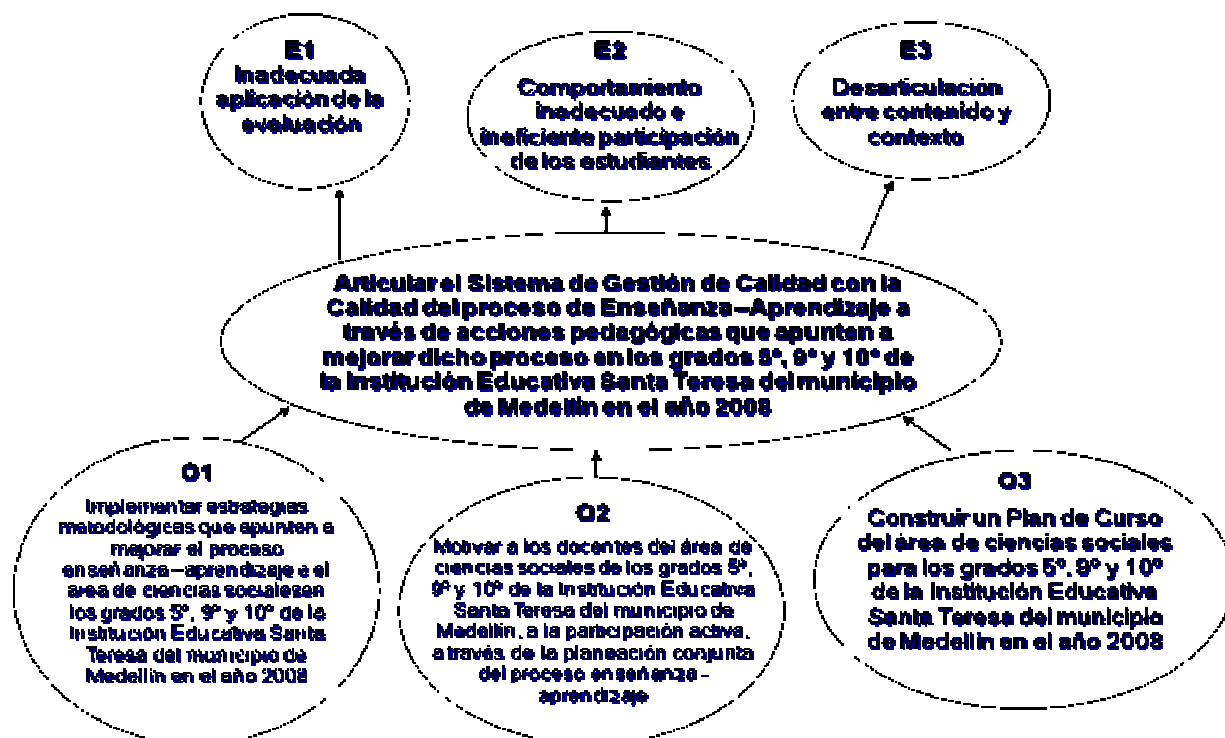 E1
Inadecuada
aplicación de la
evaluación
E2
Comportamiento
inadecuado e
ineficiente participación
de los estudiantes
E3
Desarticulación
entre contenido y
contexto
Articular el Sistema de Gestión de Calidad con la
Calidad del proceso de Enseñanza–Aprendizaje a
través de acciones pedagógicas que apunten a
mejorar dicho proceso en los grados 5º, 9º y 10º de
la Institución Educativa Santa Teresa del municipio
de Medellín en el año 2008
O1
Implementar estrategias
metodológicas que apunten a
mejorar el proceso
enseñanza–aprendizaje e el
área de ciencias socialesen
los grados 5º, 9º y 10º de la
Institución Educativa Santa
Teresa del municipio de
Medellín en el año 2008
O2
Motivar a los docentes del área de
ciencias sociales de los grados 5º,
9º y 10º de la Institución Educativa
Santa Teresa del municipio de
Medellín, a la participación activa,
a través de la planeación conjunta
del proceso enseñanza–
aprendizaje
O3
Construir un Plan de Curso
del área de ciencias sociales
para los grados 5º, 9º y 10º
de la Institución Educativa
Santa Teresa del municipio
de Medellín en el año 2008